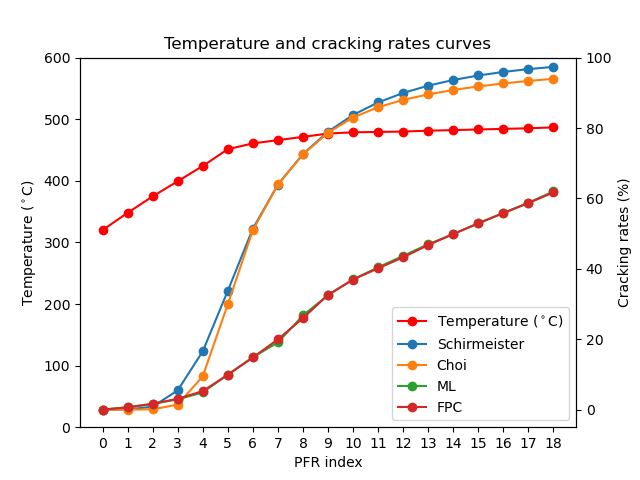 Temperature and cracking rates curves
600
500
400
300
200
100
0
Temperature (°C)
100
80
60
40
20
0
Cracking rates (%)
Temperature (°C)
Schirmeister
Choi
ML
FPC
0 1 2 3 4 5 6 7 8 9 10 11 12 13 14 15 16 17 18
PFR index